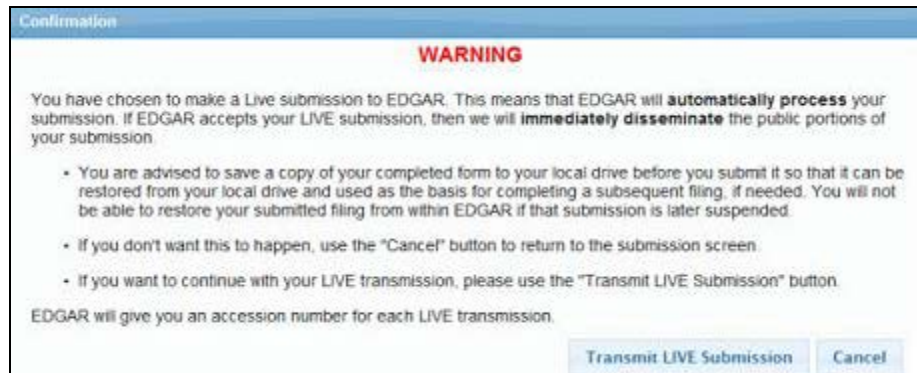 Confirmation
WARNING
You have chosen to make a Live submission to EDGAR. This means that EDGAR will automatically process your
submission. If EDGAR accepts your LIVE submission, then we will immediately disseminate the public portions of
your submission.
• You are advised to save a copy of your completed form to your local drive before you submit it so that it can be
restored from your local drive and used as the basis for completing a subsequent filing, if needed. You will not
be able to restore your submitted filing from within EDGAR if that submission is later suspended.
• If you don't want this to happen, use the "Cancel" button to return to the submission screen.
• If you want to continue with your LIVE transmission, please use the "Transmit LIVE Submission" button.
EDGAR will give you an accession number for each LIVE transmission.
Transmit LIVE Submission Cancel